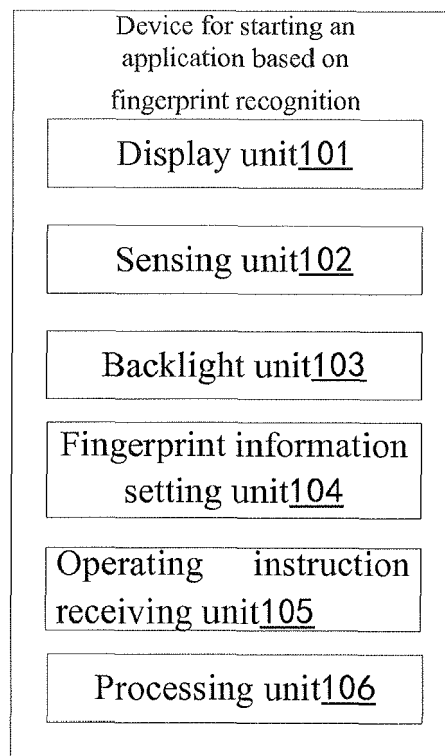 Device for starting an
application based on
fingerprint recognition
Display unit101
Sensing unit102
Backlight unit103
Fingerprint information
setting unit104
Operating instruction
receiving unit105
Processing unit106